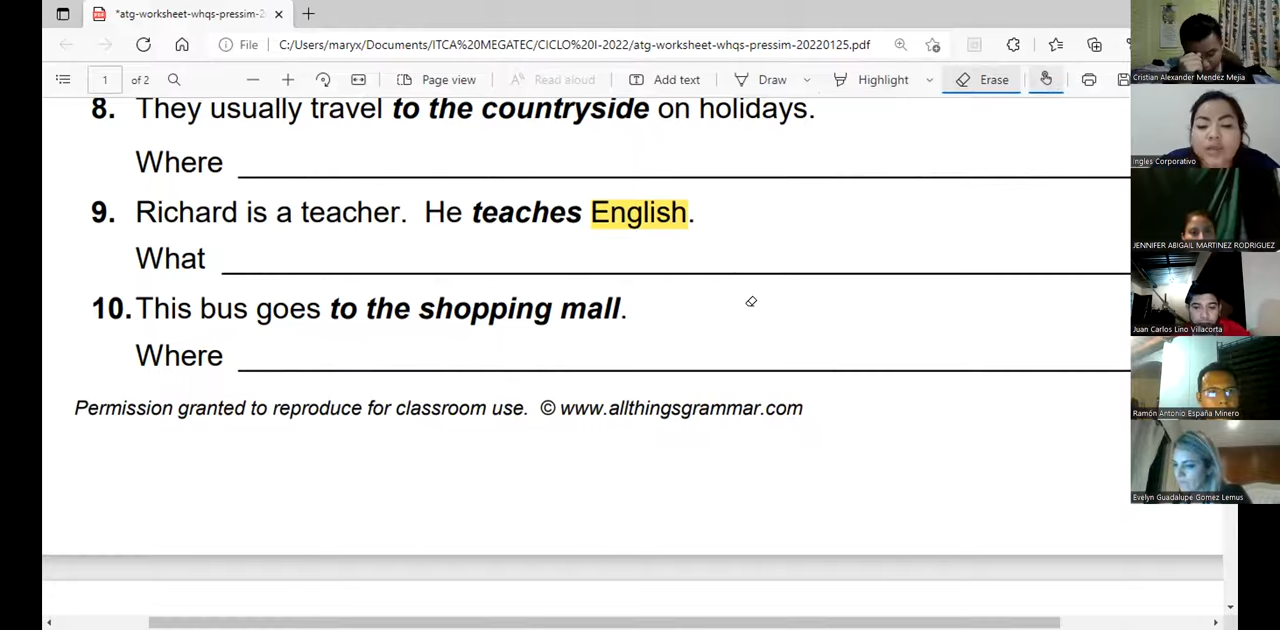 *atg-worksheet-whqs-pressim-2
File
C:/Users/maryx/Documents/ITCA%20MEGATEC/CICLO%20I-2022/atg-worksheet-whqs-pressim-20220125.pdf
1 of 2
Page view
Read aloud
Add text
Draw
Highlight
Erase
8. They usually travel to the countryside on holidays.
Where
9. Richard is a teacher. He teaches English.
What
10. This bus goes to the shopping mall.
Where
Permission granted to reproduce for classroom use. © www.allthingsgrammar.com
Cristian Alexander Mendez Mejia
Ingles Corporativo
JENNIFER ABIGAIL MARTINEZ RODRIGUEZ
Juan Carlos Lino Villacorta
Ramón Antonio España Minero
Evelyn Guadalupe Gomez Lemus